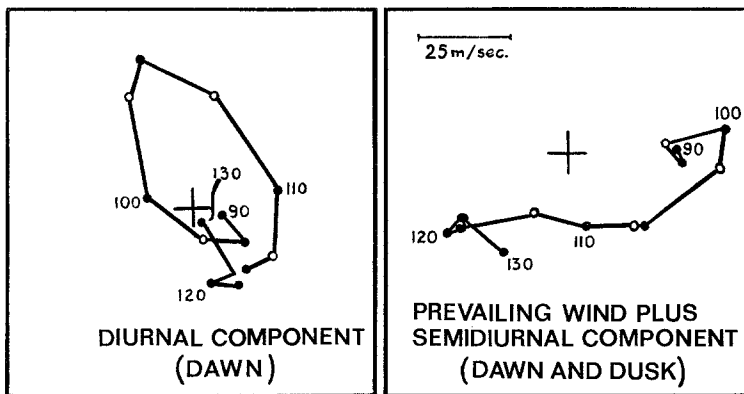 130
100
90
110
120
DIURNAL COMPONENT
(DAWN)
25 m/sec.
100
90
120
110
130
PREVAILING WIND PLUS
SEMIDIURNAL COMPONENT
(DAWN AND DUSK)